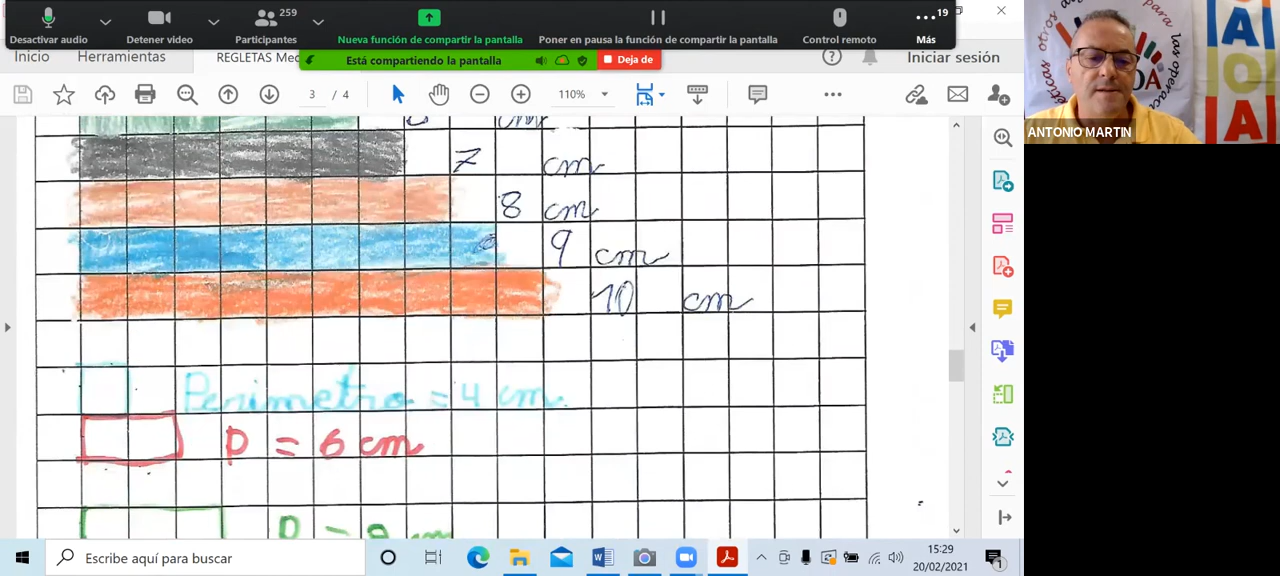 259
19
Desactivar audio
Detener video
Participantes
Nueva función de compartir la pantalla
Poner en pausa la función de compartir la pantalla
Control remoto
Más
Está compartiendo la pantalla
Deja de
Inicio
Herramientas
REGLETAS Med
Iniciar sesión
3 / 4
110%
cm
7 cm
8 cm
9 cm
10 cm
Perimetro = 4 cm.
P = 6 cm
ANTONIO MARTIN
Escribe aquí para buscar
15:29
20/02/2021
1